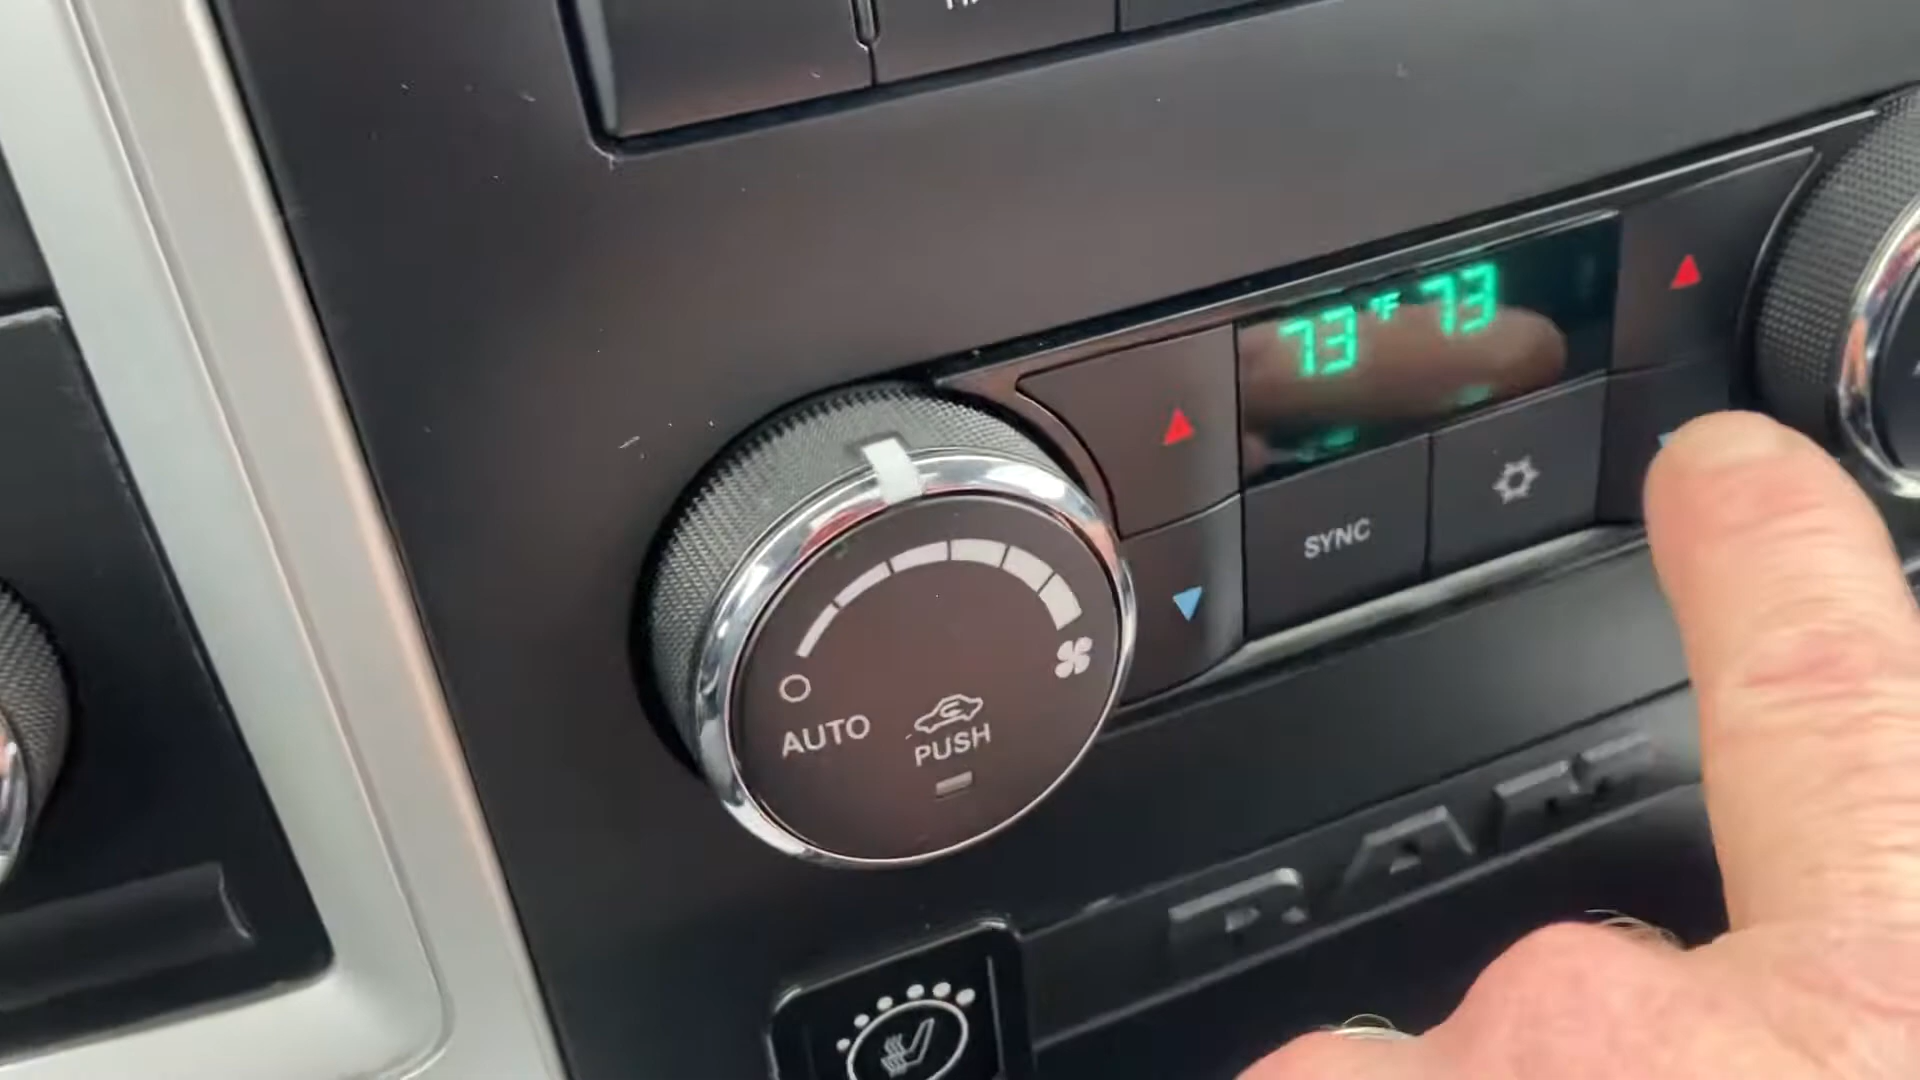 73 °F 73
SYNC
AUTO
PUSH
RAM